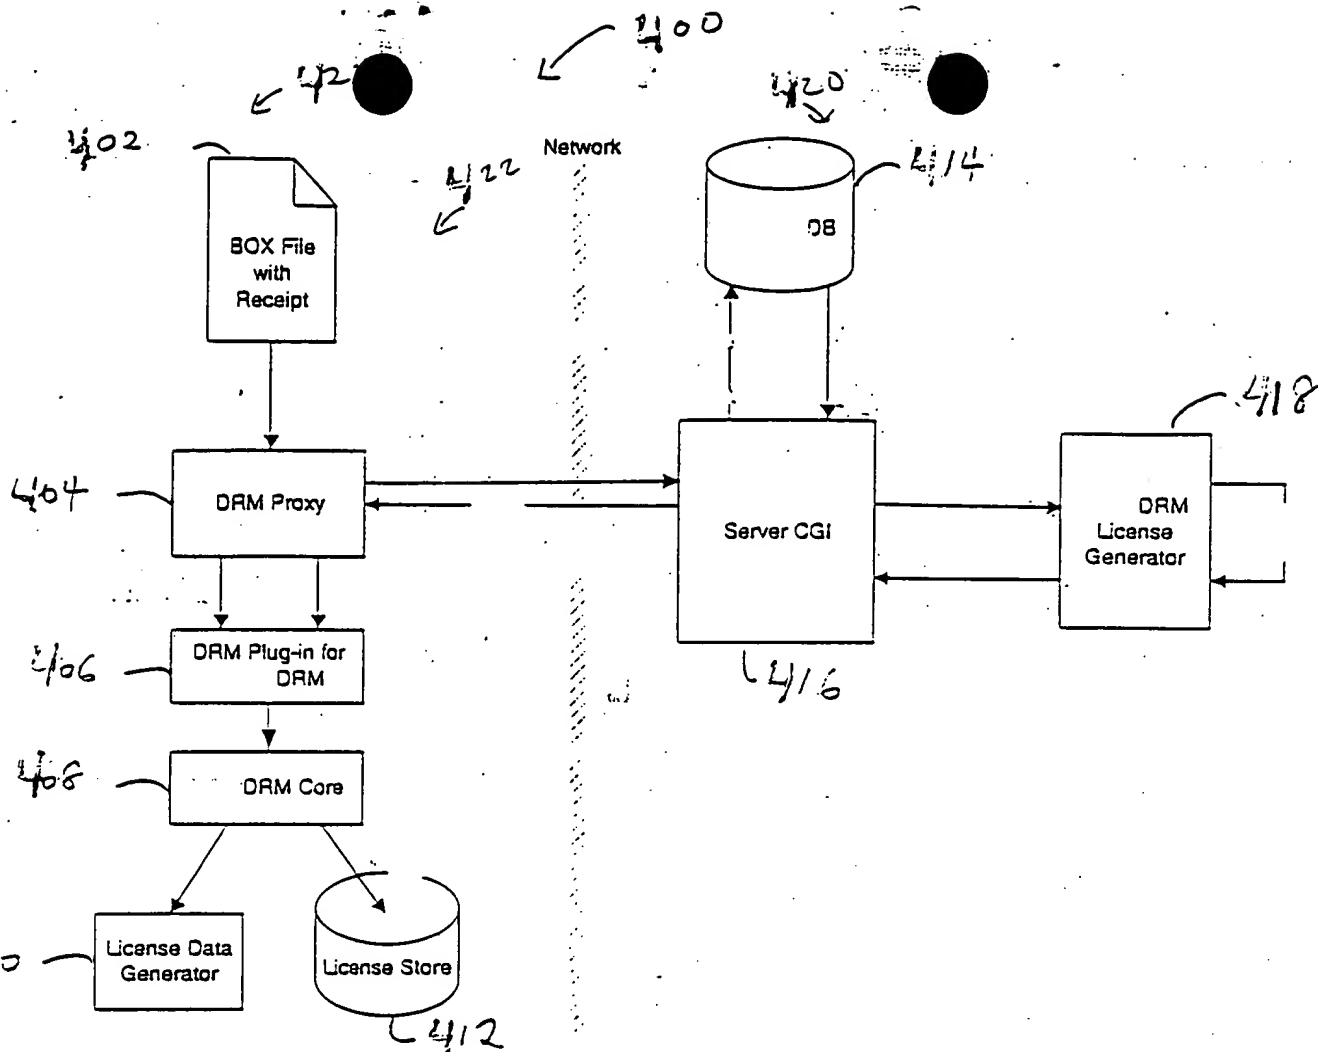 400
420
402
Network
422
414
DB
BOX File
with
Receipt
418
404
DRM Proxy
Server CGI
DRM
License
Generator
406
DRM Plug-in for
DRM
416
408
DRM Core
License Data
Generator
License Store
412